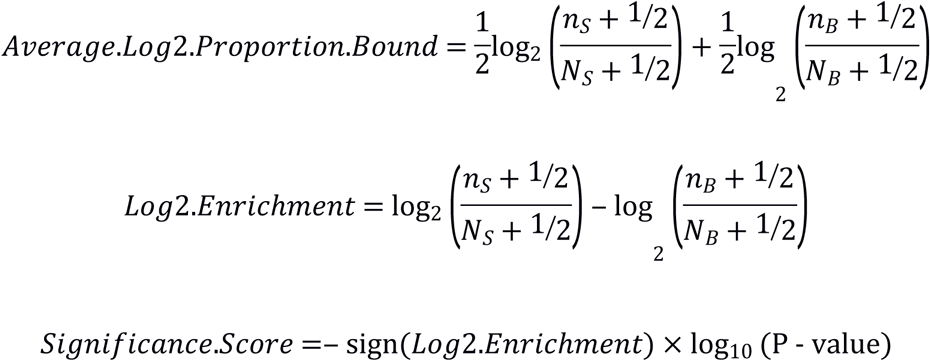 Average.Log2.Proportion.Bound = 1/2 log₂ ((n_S + 1/2)/(N_S + 1/2)) + 1/2 log₂ ((n_B + 1/2)/(N_B + 1/2))
Log2.Enrichment = log₂ ((n_S + 1/2)/(N_S + 1/2)) – log₂ ((n_B + 1/2)/(N_B + 1/2))
Significance.Score =– sign(Log2.Enrichment) × log₁₀ (P - value)